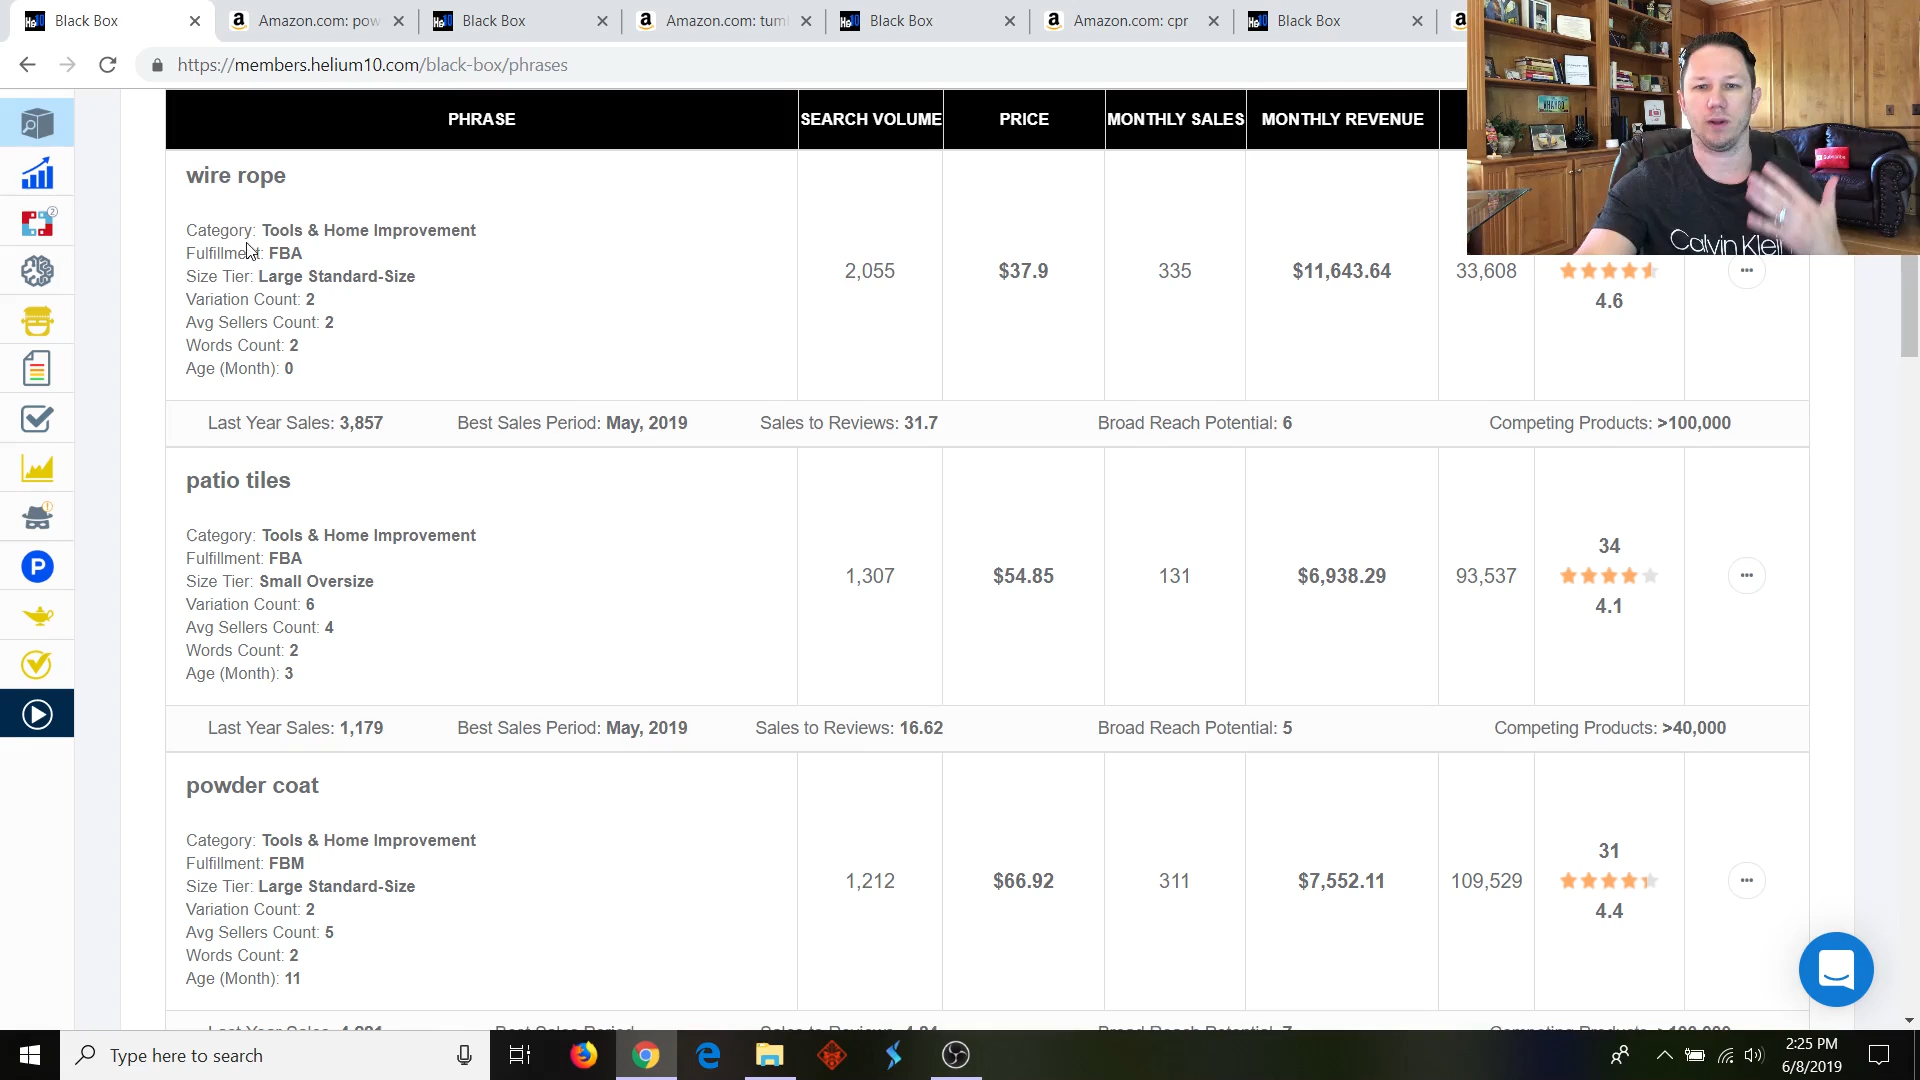 Black Box
Amazon.com: pow
Black Box
Amazon.com: tum
Black Box
Amazon.com: cpr
Black Box
https://members.helium10.com/black-box/phrases
PHRASE
SEARCH VOLUME
PRICE
MONTHLY SALES
MONTHLY REVENUE
wire rope
Category: Tools & Home Improvement
Fulfillment: FBA
Size Tier: Large Standard-Size
Variation Count: 2
Avg Sellers Count: 2
Words Count: 2
Age (Month): 0
2,055
$37.9
335
$11,643.64
33,608
4.6
Last Year Sales: 3,857
Best Sales Period: May, 2019
Sales to Reviews: 31.7
Broad Reach Potential: 6
Competing Products: >100,000
patio tiles
Category: Tools & Home Improvement
Fulfillment: FBA
Size Tier: Small Oversize
Variation Count: 6
Avg Sellers Count: 4
Words Count: 2
Age (Month): 3
1,307
$54.85
131
$6,938.29
93,537
34
4.1
Last Year Sales: 1,179
Best Sales Period: May, 2019
Sales to Reviews: 16.62
Broad Reach Potential: 5
Competing Products: >40,000
powder coat
Category: Tools & Home Improvement
Fulfillment: FBM
Size Tier: Large Standard-Size
Variation Count: 2
Avg Sellers Count: 5
Words Count: 2
Age (Month): 11
1,212
$66.92
311
$7,552.11
109,529
31
4.4
Calvin Klein
Type here to search
2:25 PM
6/8/2019